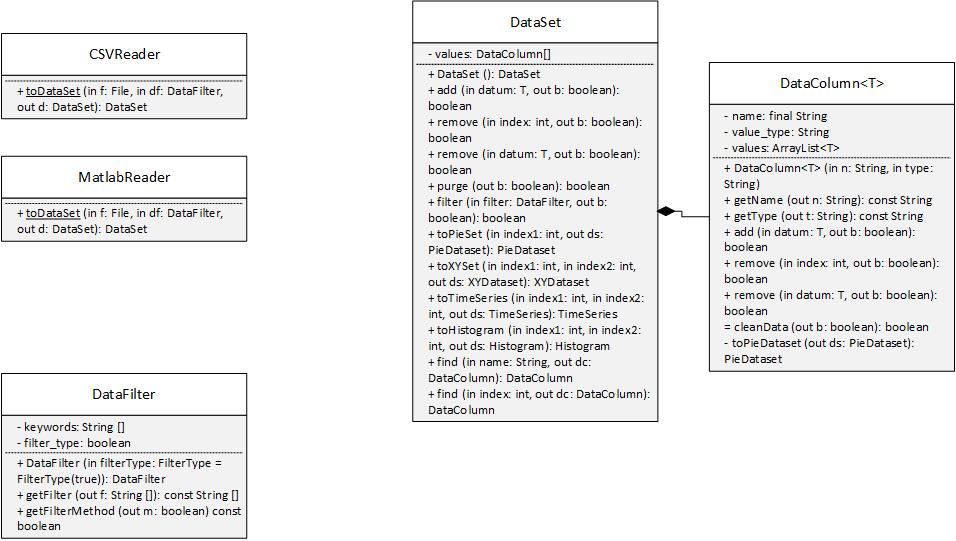 CSVReader
+ toDataSet (in f: File, in df: DataFilter,
out d: DataSet): DataSet
MatlabReader
+ toDataSet (in f: File, in df: DataFilter,
out d: DataSet): DataSet
DataFilter
- keywords: String []
- filter_type: boolean
+ DataFilter (in filterType: FilterType =
FilterType(true)): DataFilter
+ getFilter (out f: String []): const String []
+ getFilterMethod (out m: boolean) const
boolean
DataSet
- values: DataColumn[]
+ DataSet (): DataSet
+ add (in datum: T, out b: boolean):
boolean
+ remove (in index: int, out b: boolean):
boolean
+ remove (in datum: T, out b: boolean):
boolean
+ purge (out b: boolean): boolean
+ filter (in filter: DataFilter, out b:
boolean): boolean
+ toPieSet (in index1: int, out ds:
PieDataset): PieDataset
+ toXYSet (in index1: int, in index2: int,
out ds: XYDataset): XYDataset
+ toTimeSeries (in index1: int, in index2:
int, out ds: TimeSeries): TimeSeries
+ toHistogram (in index1: int, in index2:
int, out ds: Histogram): Histogram
+ find (in name: String, out dc:
DataColumn): DataColumn
+ find (in index: int, out dc: DataColumn):
DataColumn
DataColumn<T>
- name: final String
- value_type: String
- values: ArrayList<T>
+ DataColumn<T> (in n: String, in type:
String)
+ getName (out n: String): const String
+ getType (out t: String): const String
+ add (in datum: T, out b: boolean):
boolean
+ remove (in index: int, out b: boolean):
boolean
+ remove (in datum: T, out b: boolean):
boolean
= cleanData (out b: boolean): boolean
- toPieDataset (out ds: PieDataset):
PieDataset